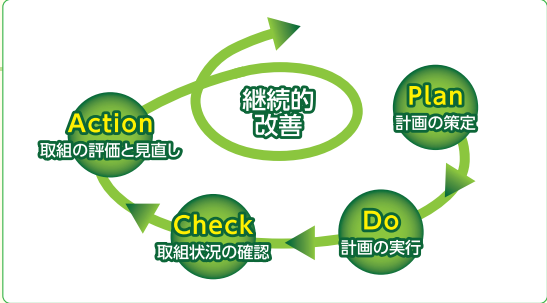 継続的
改善
Plan
計画の策定
Do
計画の実行
Check
取組状況の確認
Action
取組の評価と見直し